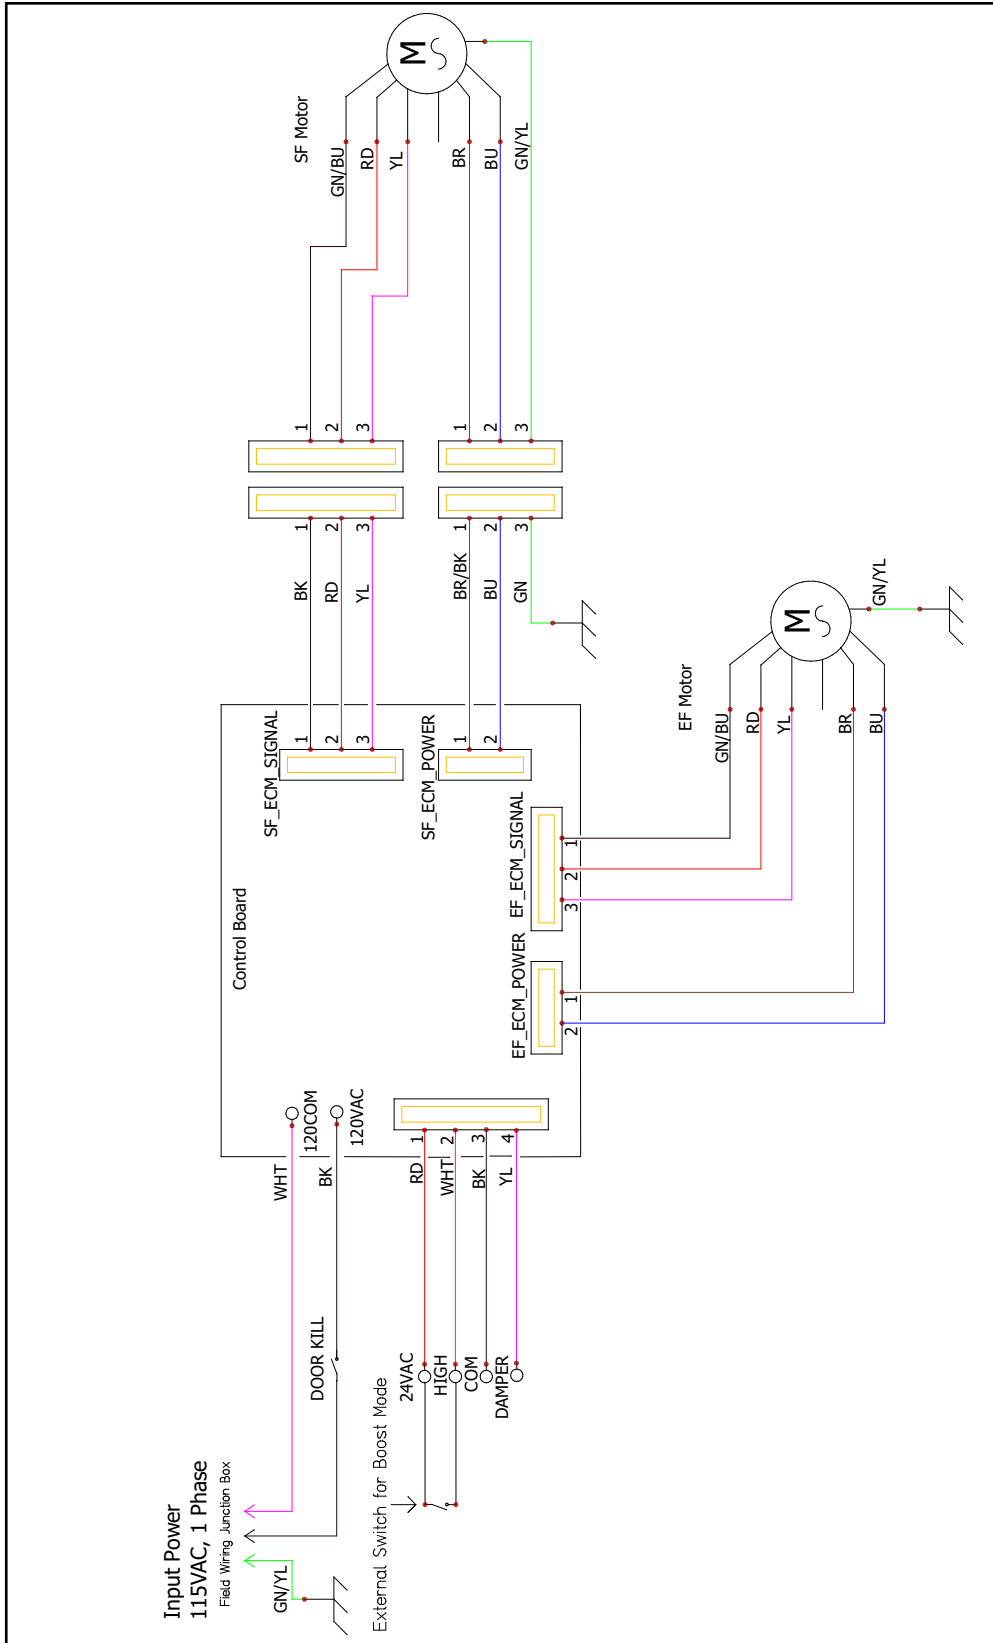 Input Power
115VAC, 1 Phase
Field Wiring Junction Box
GN/YL
WHT
BK
DOOR KILL
120COM
120VAC
External Switch for Boost Mode
24VAC
HIGH
COM
DAMPER
RD
WHT
BK
YL
1
2
3
4
Control Board
SF_ECM_SIGNAL
1
2
3
SF_ECM_POWER
1
2
EF_ECM_SIGNAL
1
2
3
EF_ECM_POWER
1
2
BK
RD
YL
1
2
3
BR/BK
BU
GN
1
2
3
1
2
3
1
2
3
SF Motor
GN/BU
RD
YL
BR
BU
GN/YL
M
EF Motor
GN/BU
RD
YL
BR
BU
GN/YL
M